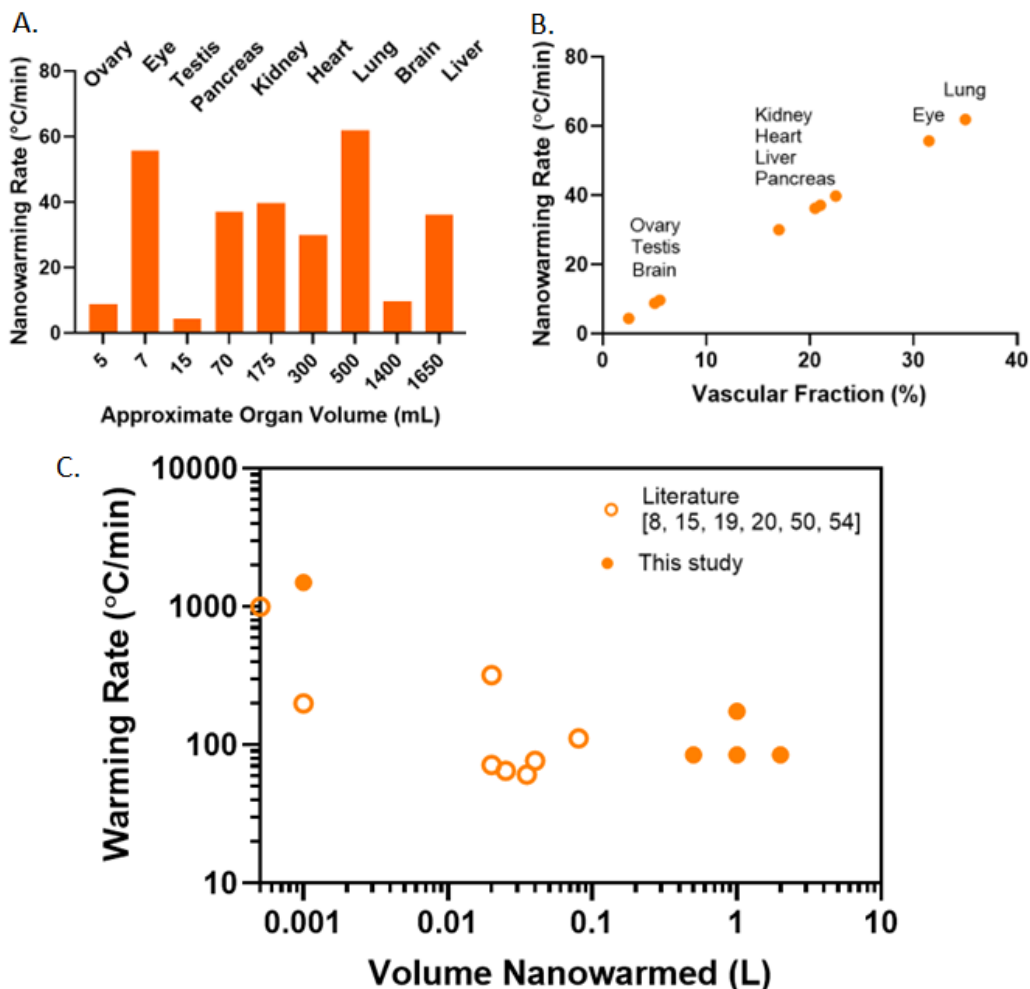 A.
Ovary
Eye
Testis
Pancreas
Kidney
Heart
Lung
Brain
Liver
Nanowarming Rate (°C/min)
80
60
40
20
0
5
7
15
70
175
300
500
1400
1650
Approximate Organ Volume (mL)
B.
Nanowarming Rate (°C/min)
80
60
40
20
0
Lung
Eye
Kidney
Heart
Liver
Pancreas
Ovary
Testis
Brain
0
10
20
30
40
Vascular Fraction (%)
C.
Warming Rate (°C/min)
10000
1000
100
10
Literature
[8, 15, 19, 20, 50, 54]
This study
0.001
0.01
0.1
1
10
Volume Nanowarmed (L)